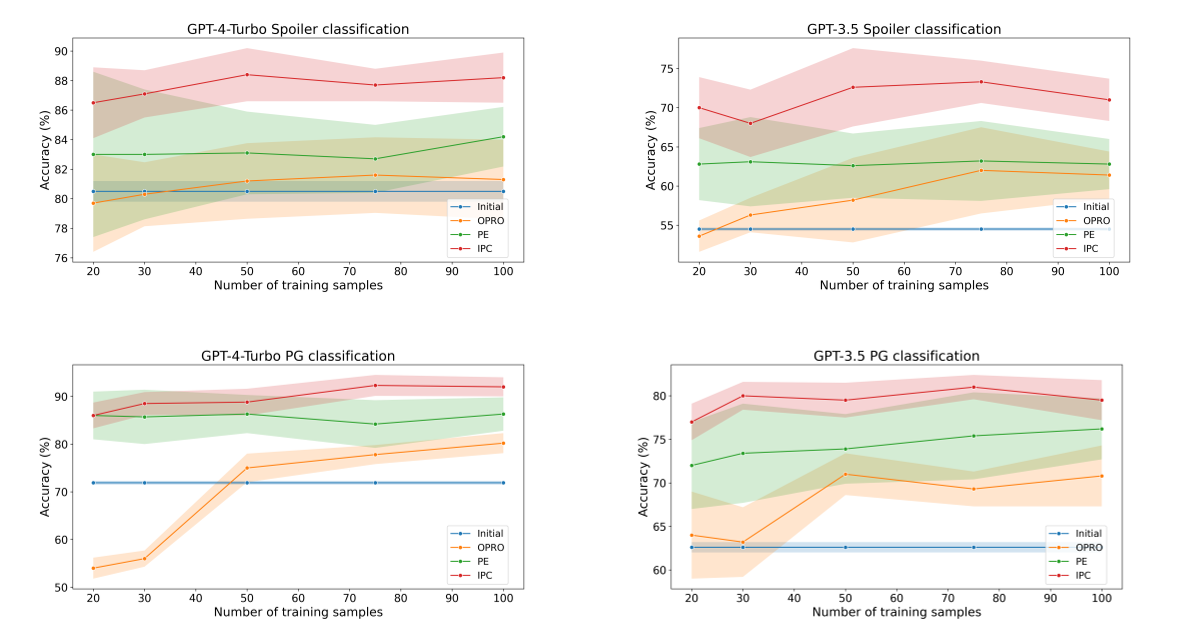 GPT-4-Turbo Spoiler classification
Accuracy (%)
90
88
86
84
82
80
78
76
20 30 40 50 60 70 80 90 100
Number of training samples
Initial
OPRO
PE
IPC
GPT-3.5 Spoiler classification
Accuracy (%)
75
70
65
60
55
20 30 40 50 60 70 80 90 100
Number of training samples
Initial
OPRO
PE
IPC
GPT-4-Turbo PG classification
Accuracy (%)
90
80
70
60
50
20 30 40 50 60 70 80 90 100
Number of training samples
Initial
OPRO
PE
IPC
GPT-3.5 PG classification
Accuracy (%)
80
75
70
65
60
20 30 40 50 60 70 80 90 100
Number of training samples
Initial
OPRO
PE
IPC